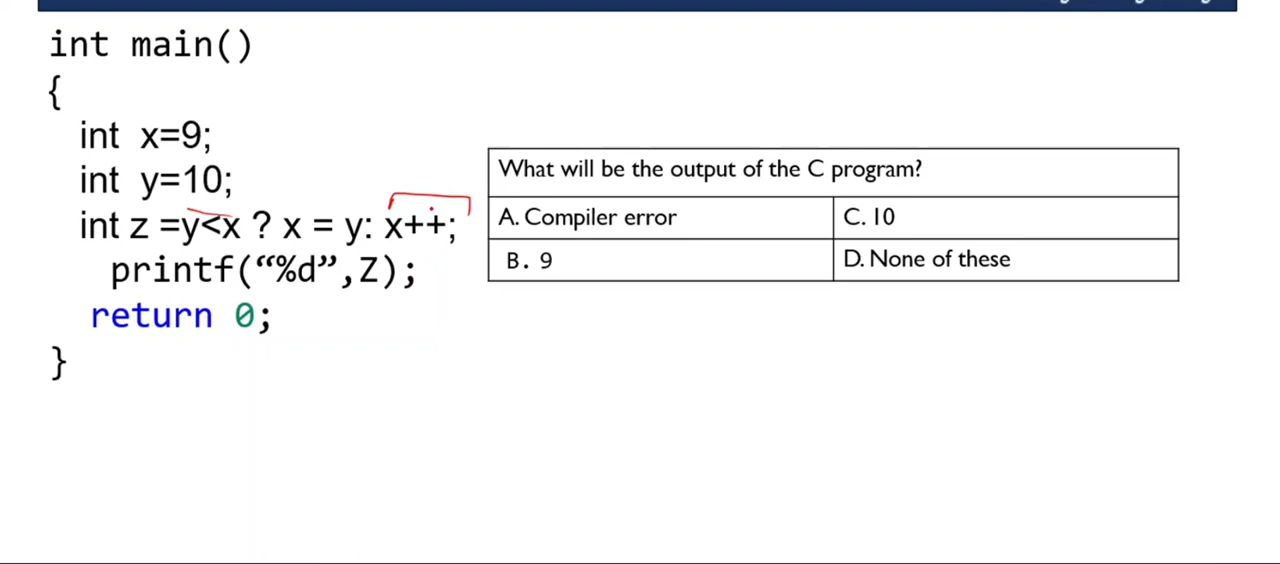 int main()
{
int x=9;
int y=10;
int z =y<x ? x = y: x++;
printf(“%d”,Z);
return 0;
}
What will be the output of the C program?
A. Compiler error
C. 10
B. 9
D. None of these